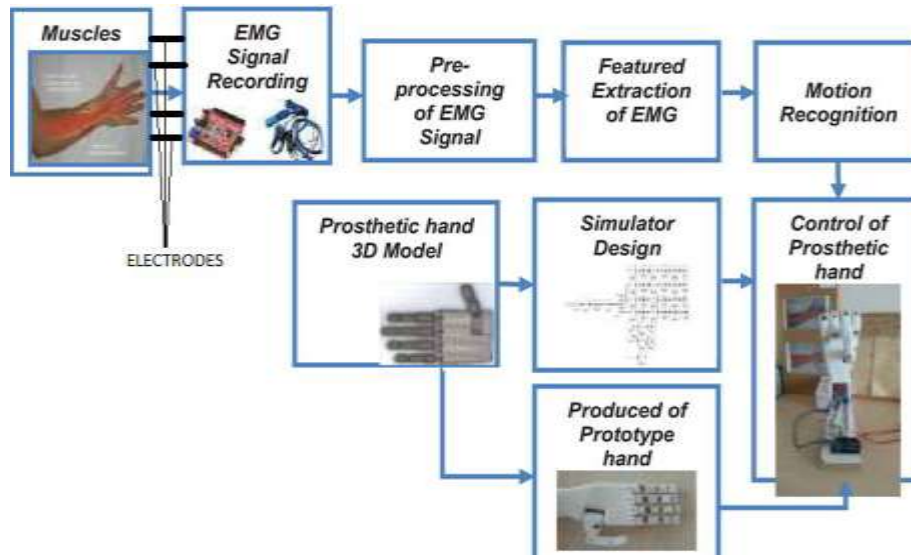 Muscles
EMG
Signal
Recording
Pre-
processing
of EMG
Signal
Featured
Extraction
of EMG
Motion
Recognition
ELECTRODES
Prosthetic hand
3D Model
Simulator
Design
Control of
Prosthetic
hand
Produced of
Prototype
hand